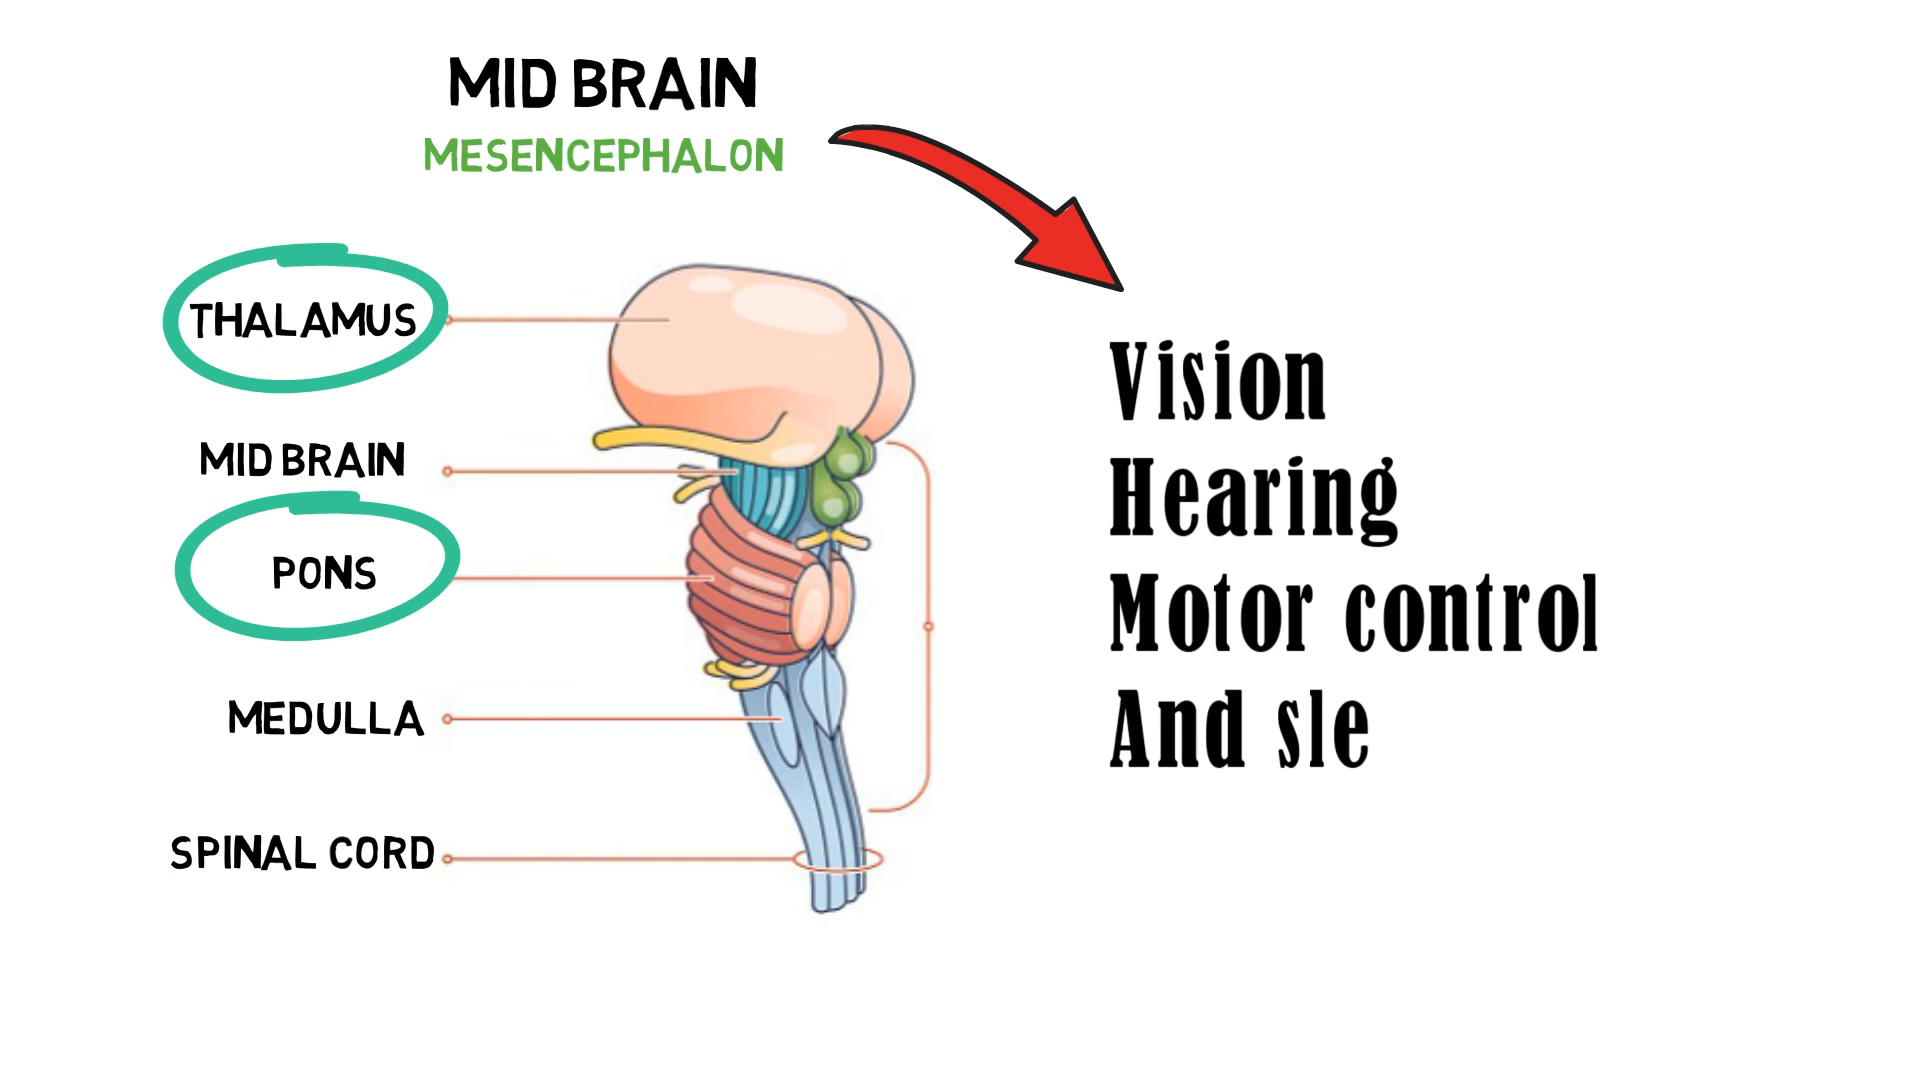 MID BRAIN
MESENCEPHALON
THALAMUS
MID BRAIN
PONS
MEDULLA
SPINAL CORD
Vision
Hearing
Motor control
And sle